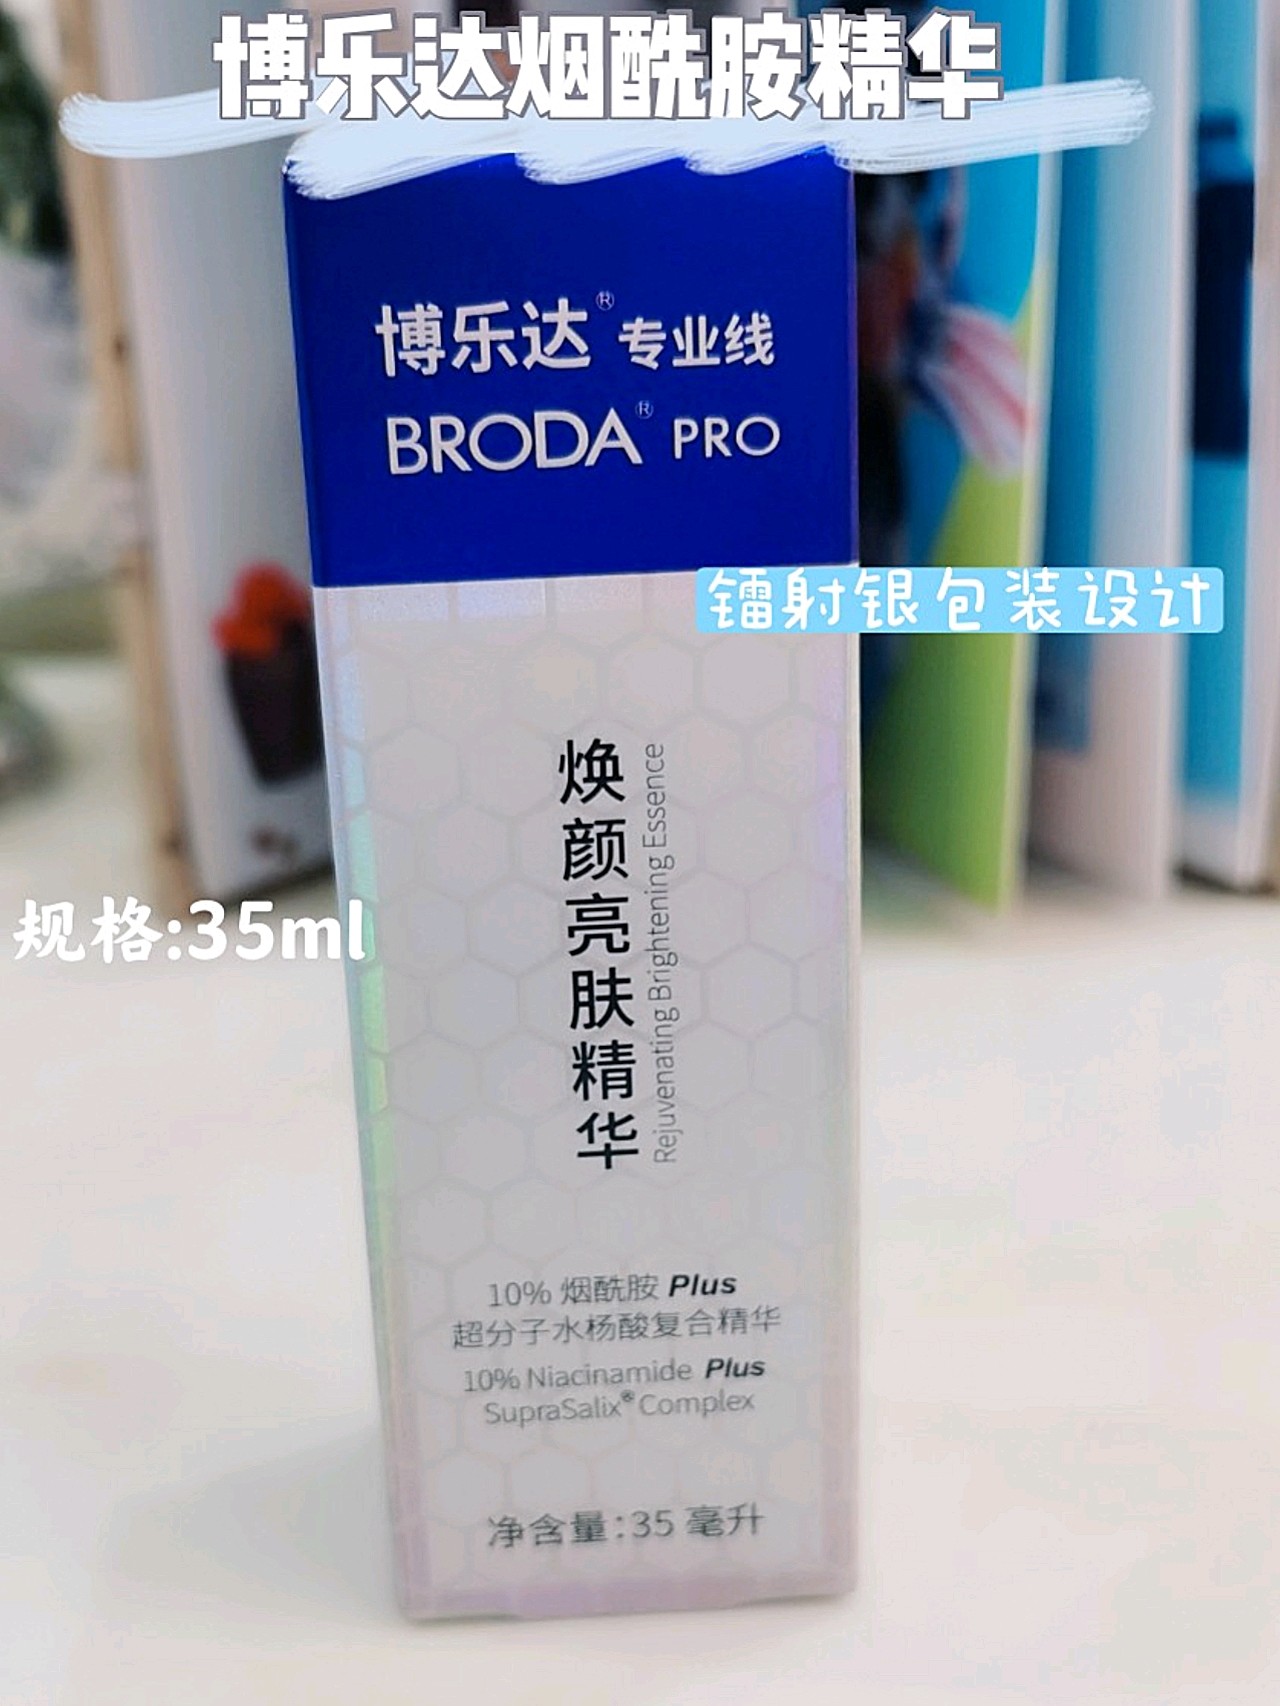 博乐达烟酰胺精华
博乐达® 专业线
BRODA® PRO
镭射银包装设计
焕颜亮肤精华
Rejuvenating Brightening Essence
规格:35ml
10% 烟酰胺 Plus
超分子水杨酸复合精华
10% Niacinamide Plus
SupraSalix® Complex
净含量:35 毫升